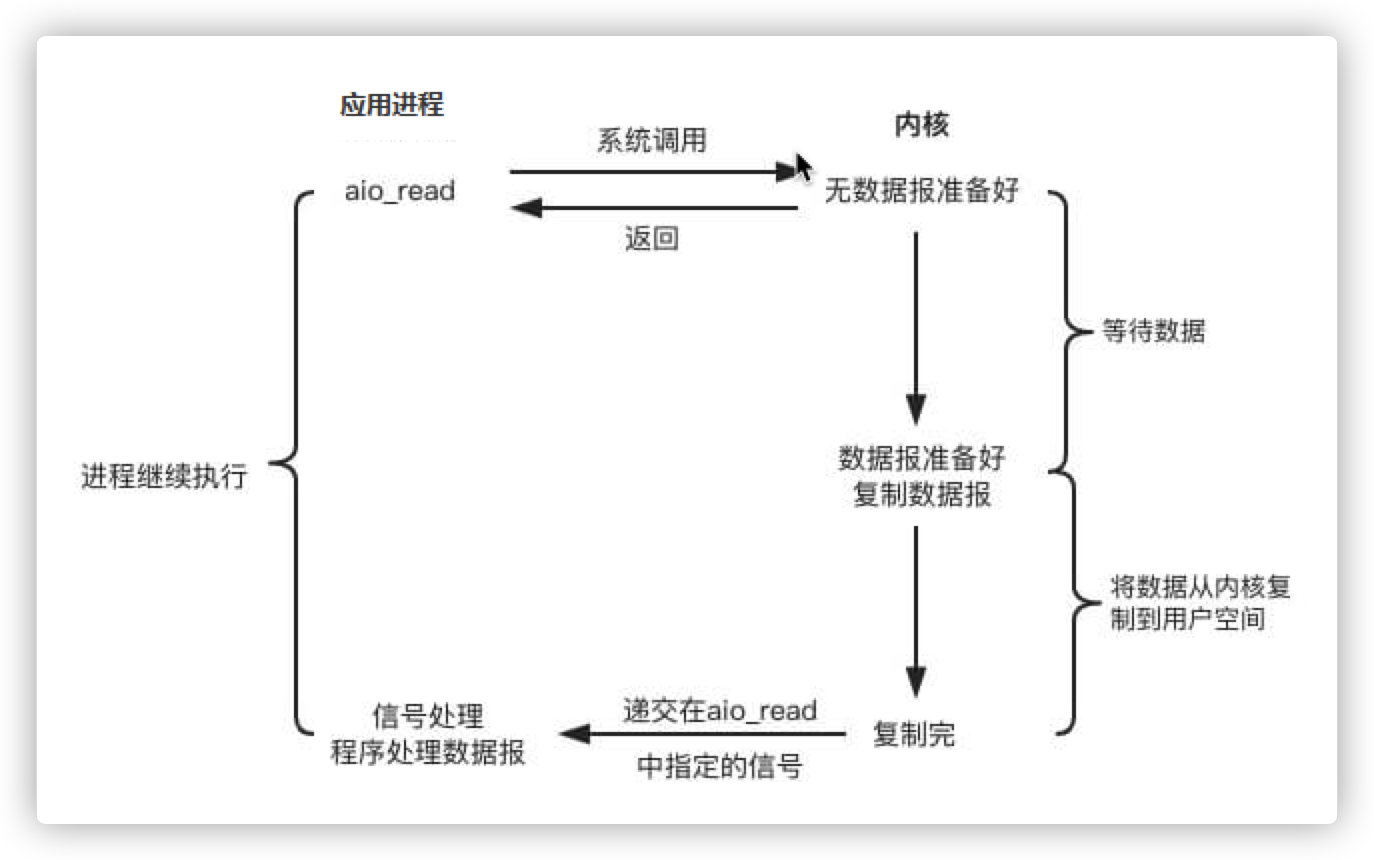 应用进程
系统调用
内核
aio_read
无数据报准备好
返回
等待数据
数据报准备好
复制数据报
进程继续执行
将数据从内核复
制到用户空间
信号处理
程序处理数据报
递交在aio_read
中指定的信号
复制完